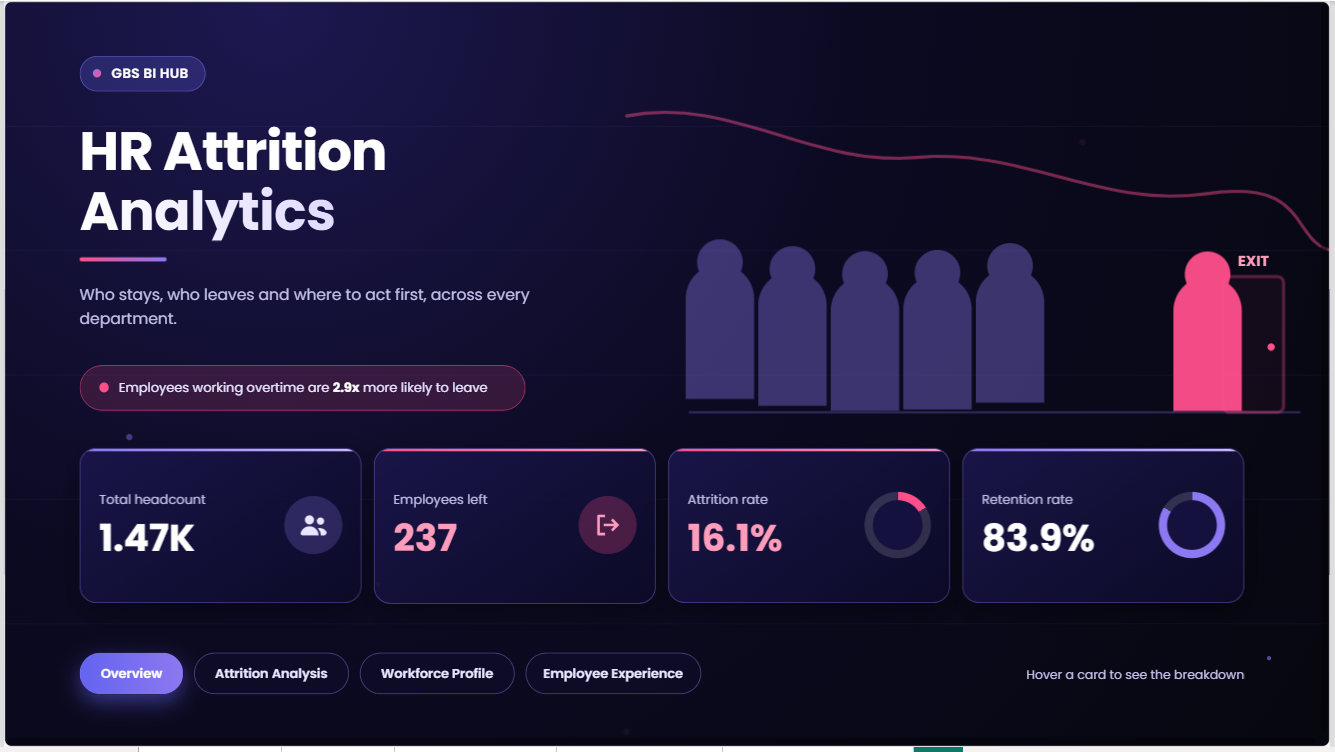 GBS BI HUB
HR Attrition
Analytics
Who stays, who leaves and where to act first, across every
department.
Employees working overtime are 2.9x more likely to leave
EXIT
Total headcount
1.47K
Employees left
237
Attrition rate
16.1%
Retention rate
83.9%
Overview
Attrition Analysis
Workforce Profile
Employee Experience
Hover a card to see the breakdown